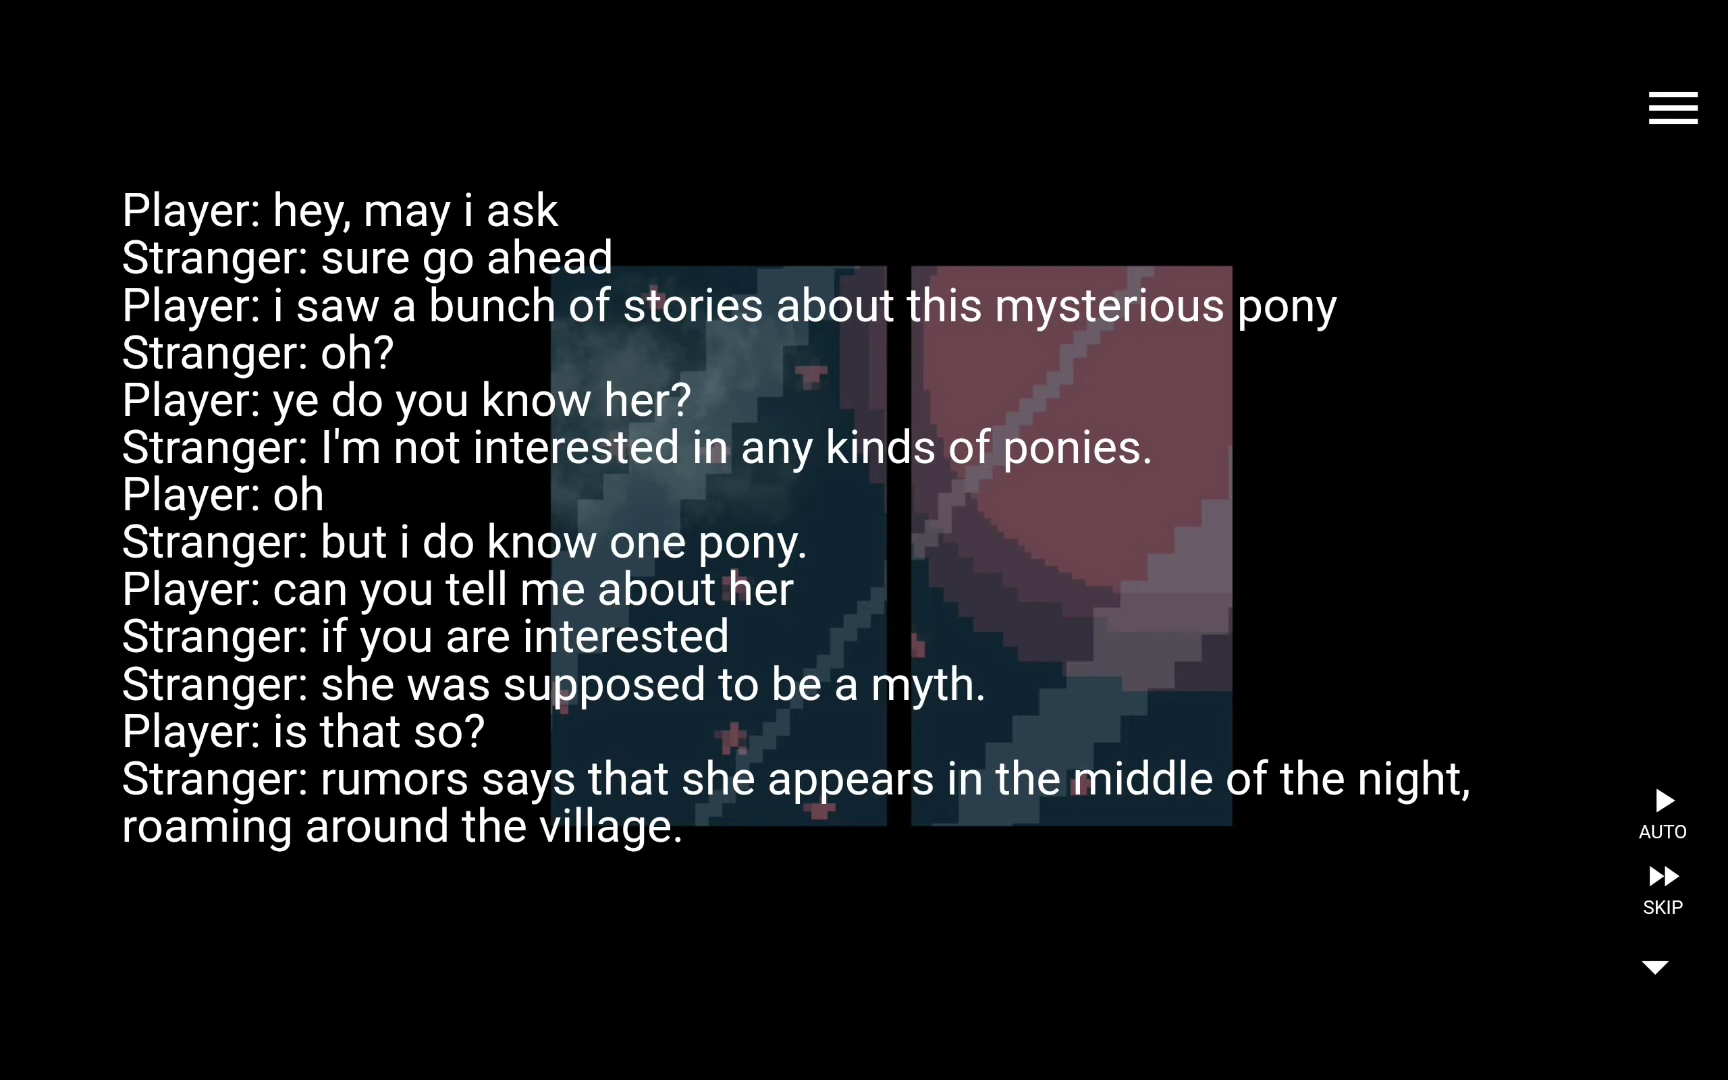 Player: hey, may i ask
Stranger: sure go ahead
Player: i saw a bunch of stories about this mysterious pony
Stranger: oh?
Player: ye do you know her?
Stranger: I'm not interested in any kinds of ponies.
Player: oh
Stranger: but i do know one pony.
Player: can you tell me about her
Stranger: if you are interested
Stranger: she was supposed to be a myth.
Player: is that so?
Stranger: rumors says that she appears in the middle of the night,
roaming around the village.
AUTO
SKIP